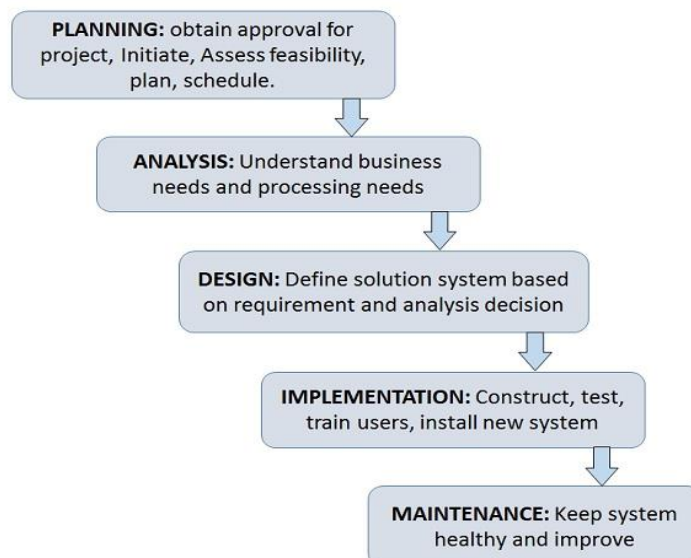 PLANNING: obtain approval for
project, Initiate, Assess feasibility,
plan, schedule.
ANALYSIS: Understand business
needs and processing needs
DESIGN: Define solution system based
on requirement and analysis decision
IMPLEMENTATION: Construct, test,
train users, install new system
MAINTENANCE: Keep system
healthy and improve